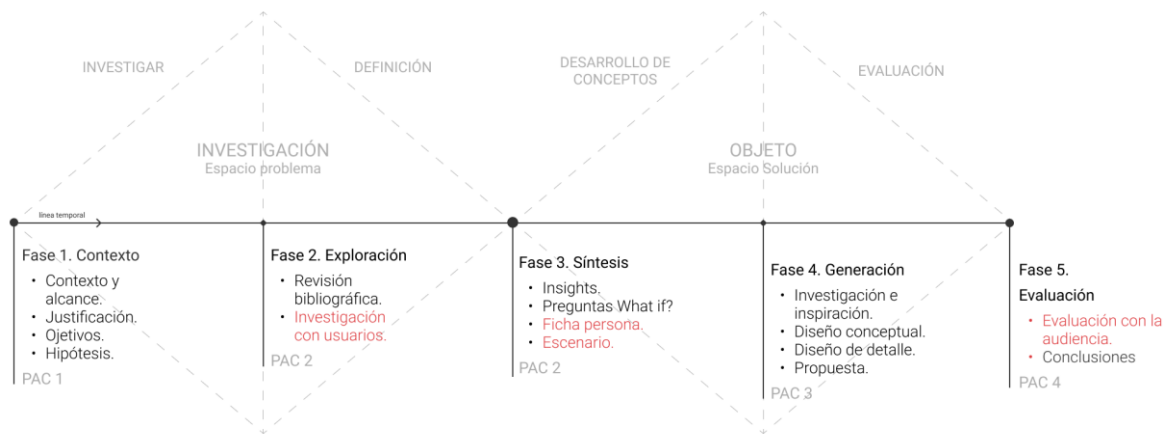 INVESTIGAR
DEFINICIÓN
DESARROLLO DE
CONCEPTOS
EVALUACIÓN
INVESTIGACIÓN
Espacio problema
OBJETO
Espacio Solución
línea temporal
Fase 1. Contexto
• Contexto y
alcance.
• Justificación.
• Ojetivos.
• Hipótesis.
PAC 1
Fase 2. Exploración
• Revisión
bibliográfica.
• Investigación
con usuarios.
PAC 2
Fase 3. Síntesis
• Insights.
• Preguntas What if?
• Ficha persona.
• Escenario.
PAC 2
Fase 4. Generación
• Investigación e
inspiración.
• Diseño conceptual.
• Diseño de detalle.
• Propuesta.
PAC 3
Fase 5.
Evaluación
• Evaluación con la
audiencia.
• Conclusiones
PAC 4